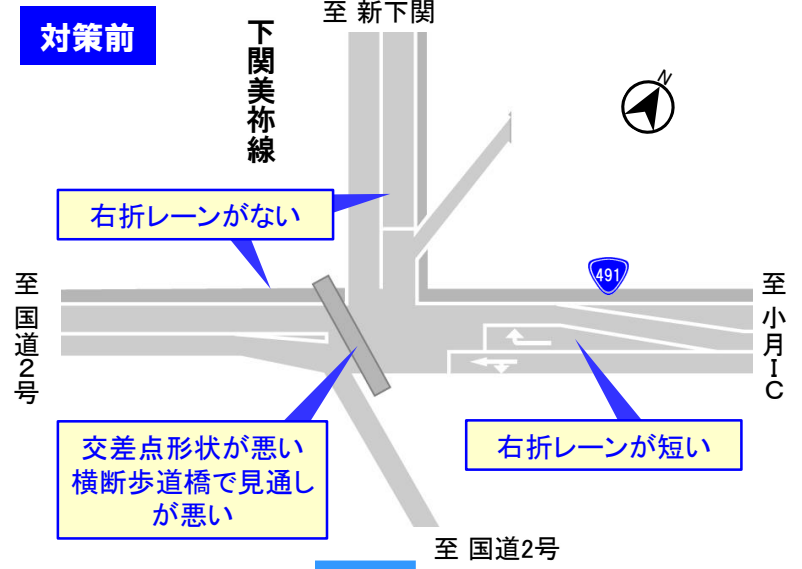 至 新下関
対策前
下関美祢線
N
右折レーンがない
491
至 国道2号
至 小月IC
交差点形状が悪い
横断歩道橋で見通し
が悪い
右折レーンが短い
至 国道2号